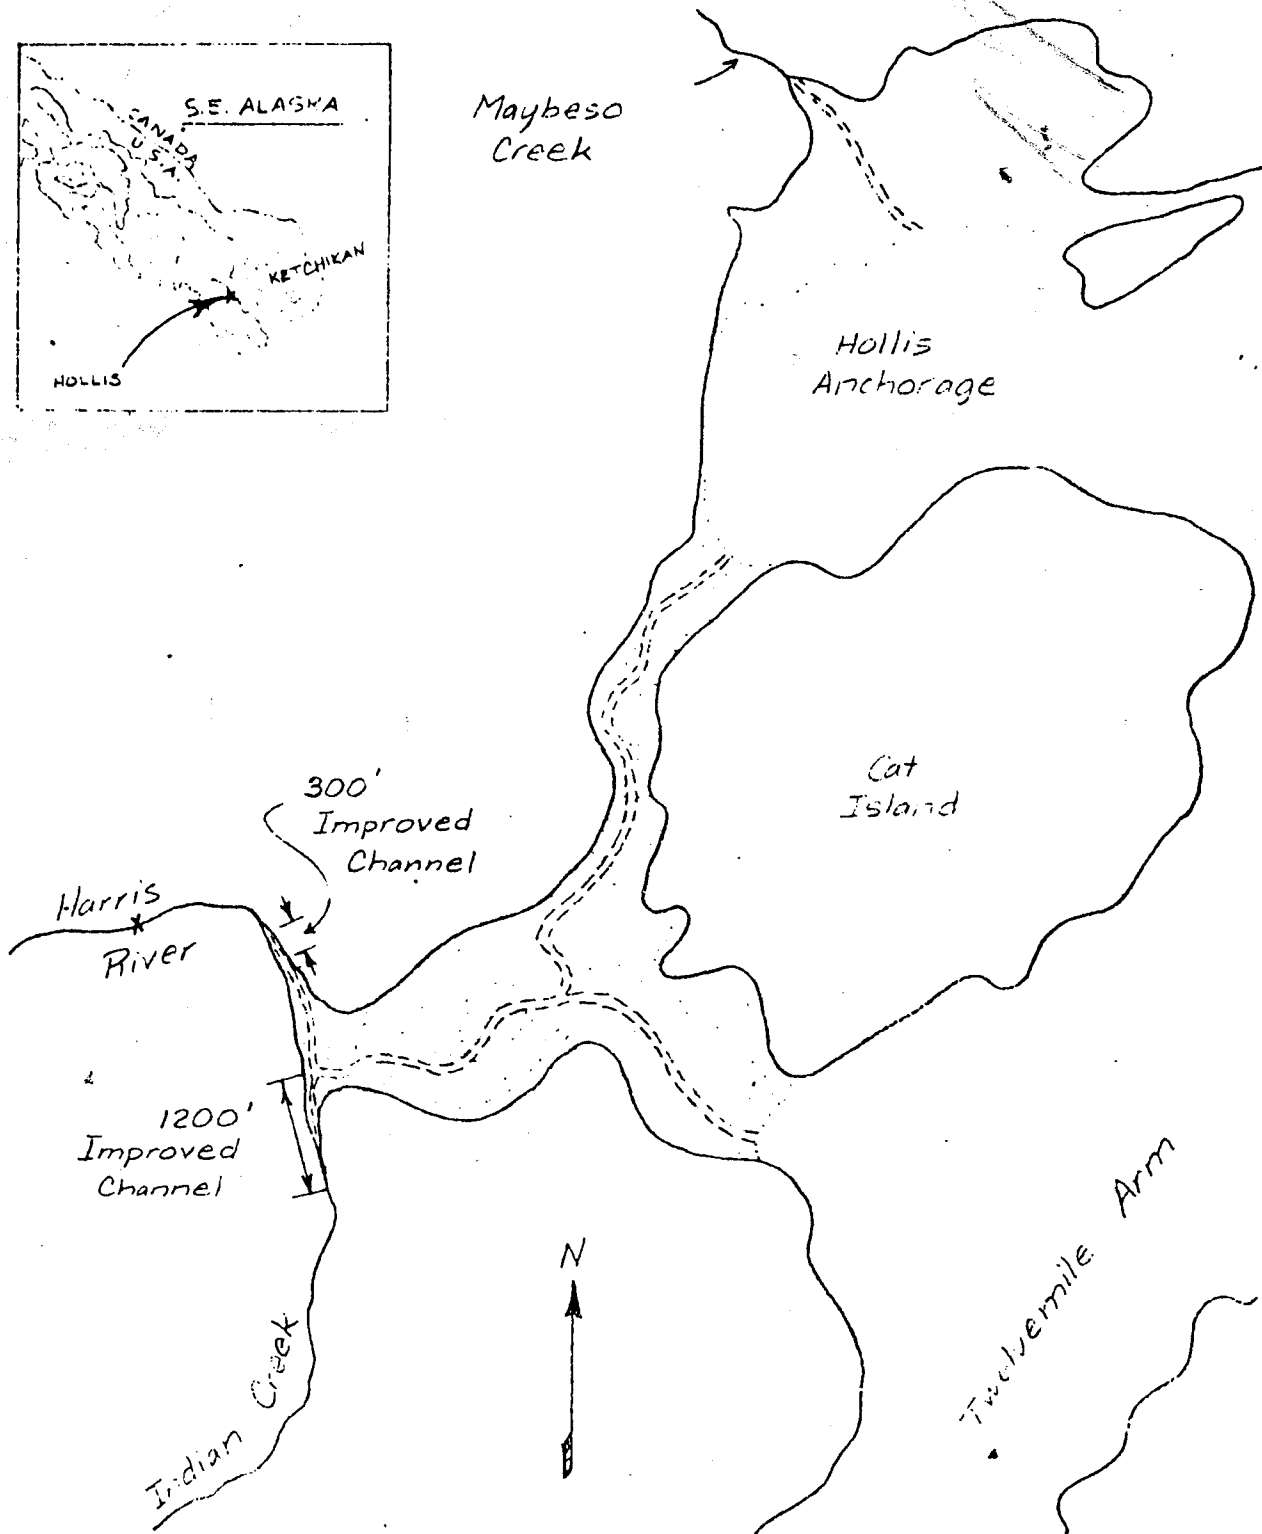 S.E. ALASKA
CANADA
U.S.A.
KETCHIKAN
HOLLIS
Maybeso
Creek
Hollis
Anchorage
Cat
Island
300'
Improved
Channel
Harris
River
1200'
Improved
Channel
N
Indian Creek
Twelvemile Arm